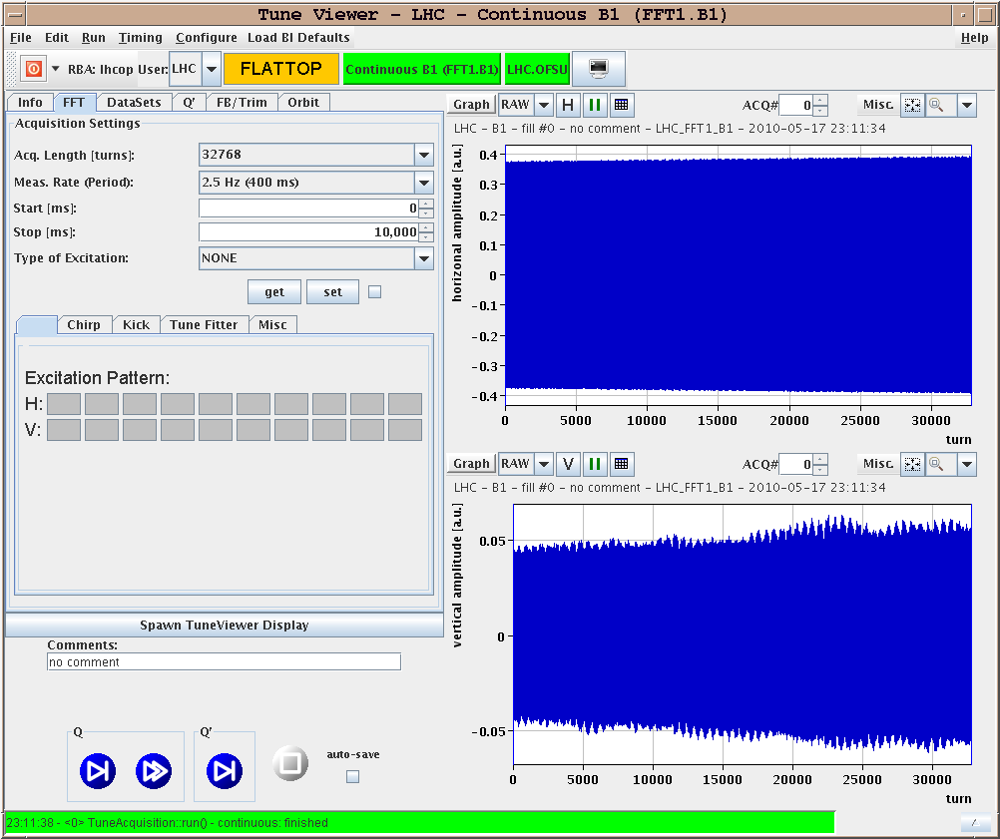 Tune Viewer - LHC - Continuous B1 (FFT1.B1)
File Edit Run Timing Configure Load BI Defaults Help
RBA: lhcop User: LHC FLATTOP Continuous B1 (FFT1.B1) LHC.OFSU
Info FFT DataSets Q' FB/Trim Orbit
Acquisition Settings
Acq. Length [turns]: 32768
Meas. Rate (Period): 2.5 Hz (400 ms)
Start [ms]: 0
Stop [ms]: 10,000
Type of Excitation: NONE
get set
Chirp Kick Tune Fitter Misc
Excitation Pattern:
H:
V:
Spawn TuneViewer Display
Comments:
no comment
Q Q'
auto-save
Graph RAW H ACQ# 0 Misc.
LHC - B1 - fill #0 - no comment - LHC_FFT1_B1 - 2010-05-17 23:11:34
horizonal amplitude [a.u.]
0.4
0.3
0.2
0.1
0
-0.1
-0.2
-0.3
-0.4
0 5000 10000 15000 20000 25000 30000
turn
Graph RAW V ACQ# 0 Misc.
LHC - B1 - fill #0 - no comment - LHC_FFT1_B1 - 2010-05-17 23:11:34
vertical amplitude [a.u.]
0.05
0
-0.05
0 5000 10000 15000 20000 25000 30000
turn
23:11:38 - <0> TuneAcquisition::run() - continuous: finished